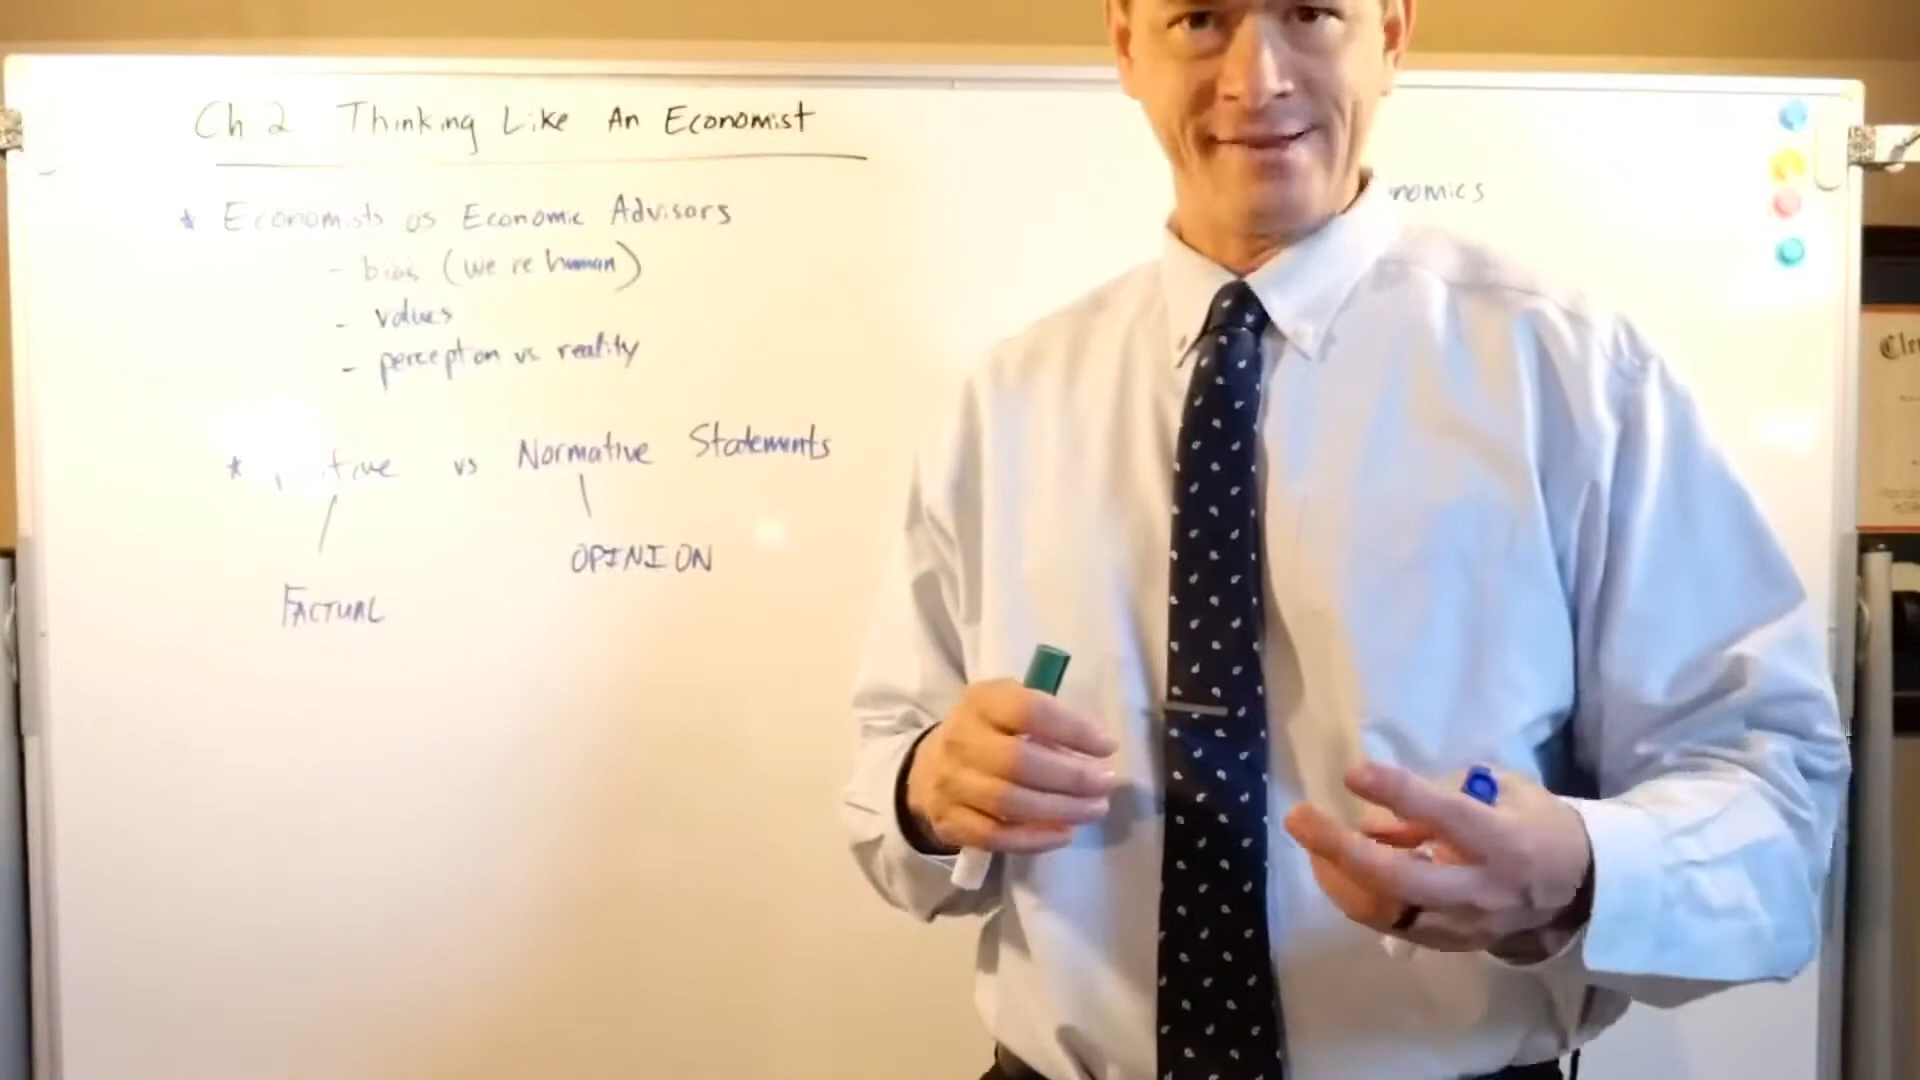 Ch 2 Thinking Like An Economist
* Economists as Economic Advisors
- bias (we're human)
- values
- perception vs reality
* vs Normative Statements
OPINION
FACTUAL